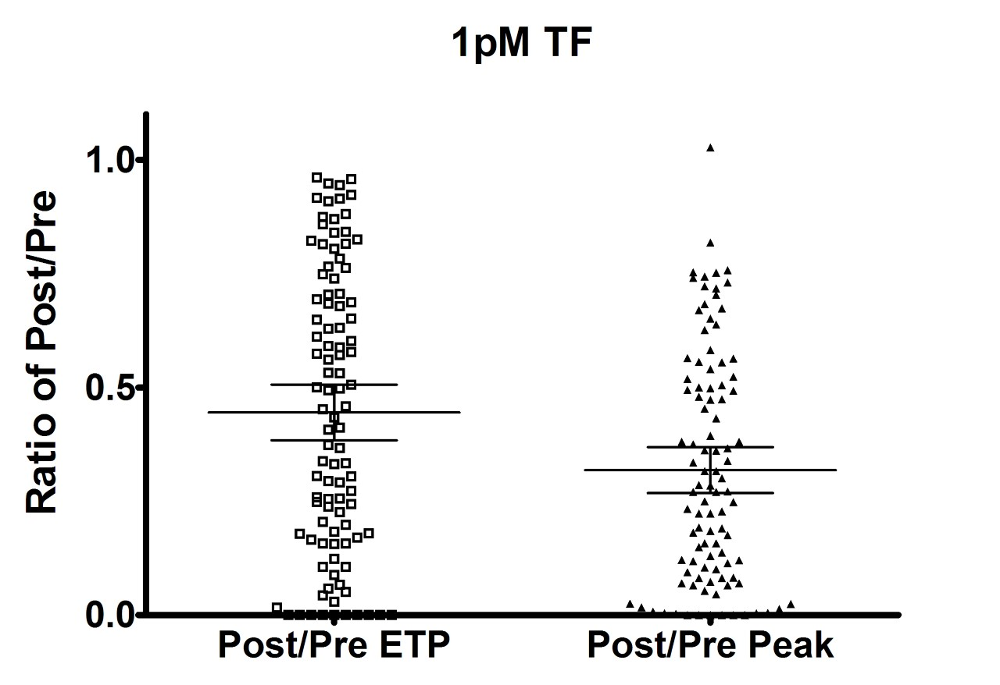 1pM TF
Ratio of Post/Pre
1.0
0.5
0.0
Post/Pre ETP
Post/Pre Peak